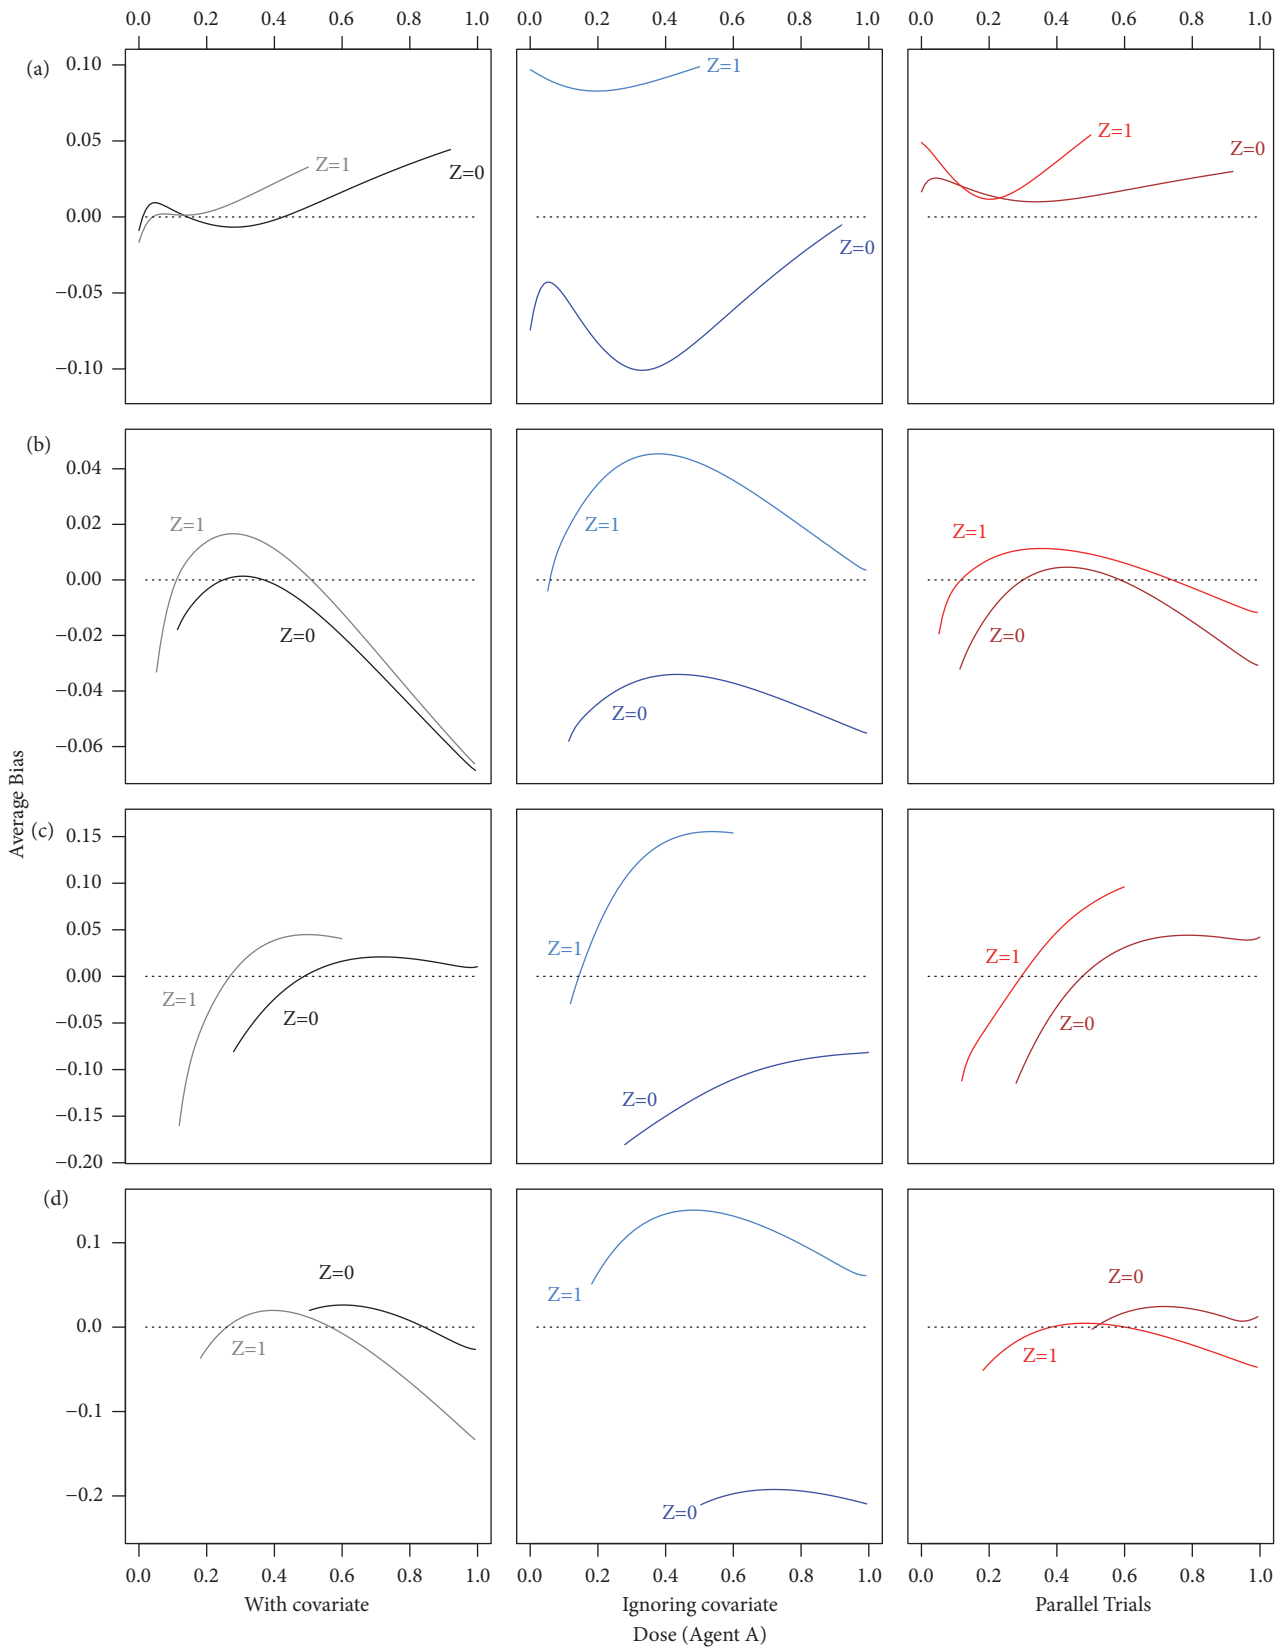 0.0 0.2 0.4 0.6 0.8 1.0 0.0 0.2 0.4 0.6 0.8 1.0 0.0 0.2 0.4 0.6 0.8 1.0
(a)
0.10
0.05
0.00
−0.05
−0.10
Z=1
Z=0
Z=1
Z=0
Z=1
Z=0
(b)
0.04
0.02
0.00
−0.02
−0.04
−0.06
Z=1
Z=0
Z=1
Z=0
Z=1
Z=0
Average Bias
(c)
0.15
0.10
0.05
0.00
−0.05
−0.10
−0.15
−0.20
Z=1
Z=0
Z=1
Z=0
Z=1
Z=0
(d)
0.1
0.0
−0.1
−0.2
Z=0
Z=1
Z=1
Z=0
Z=0
Z=1
0.0 0.2 0.4 0.6 0.8 1.0 0.0 0.2 0.4 0.6 0.8 1.0 0.0 0.2 0.4 0.6 0.8 1.0
With covariate Ignoring covariate Parallel Trials
Dose (Agent A)